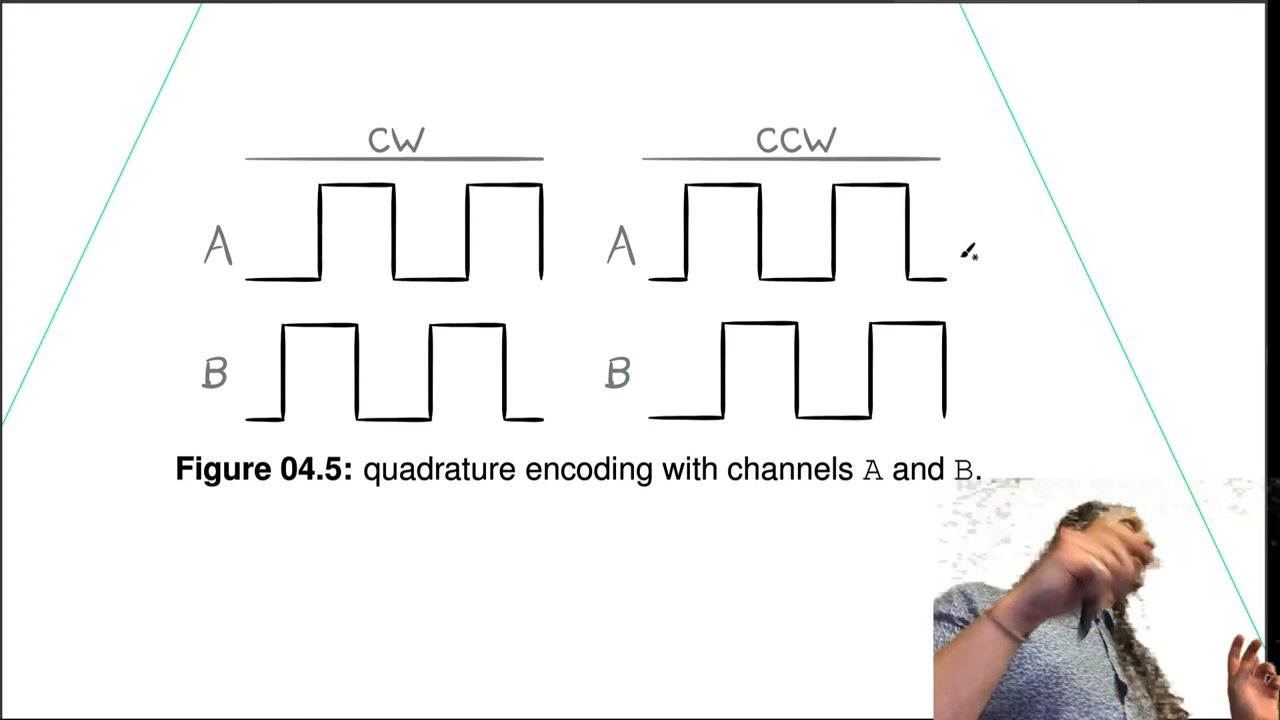 CW
CCW
A
A
B
B
Figure 04.5: quadrature encoding with channels A and B.